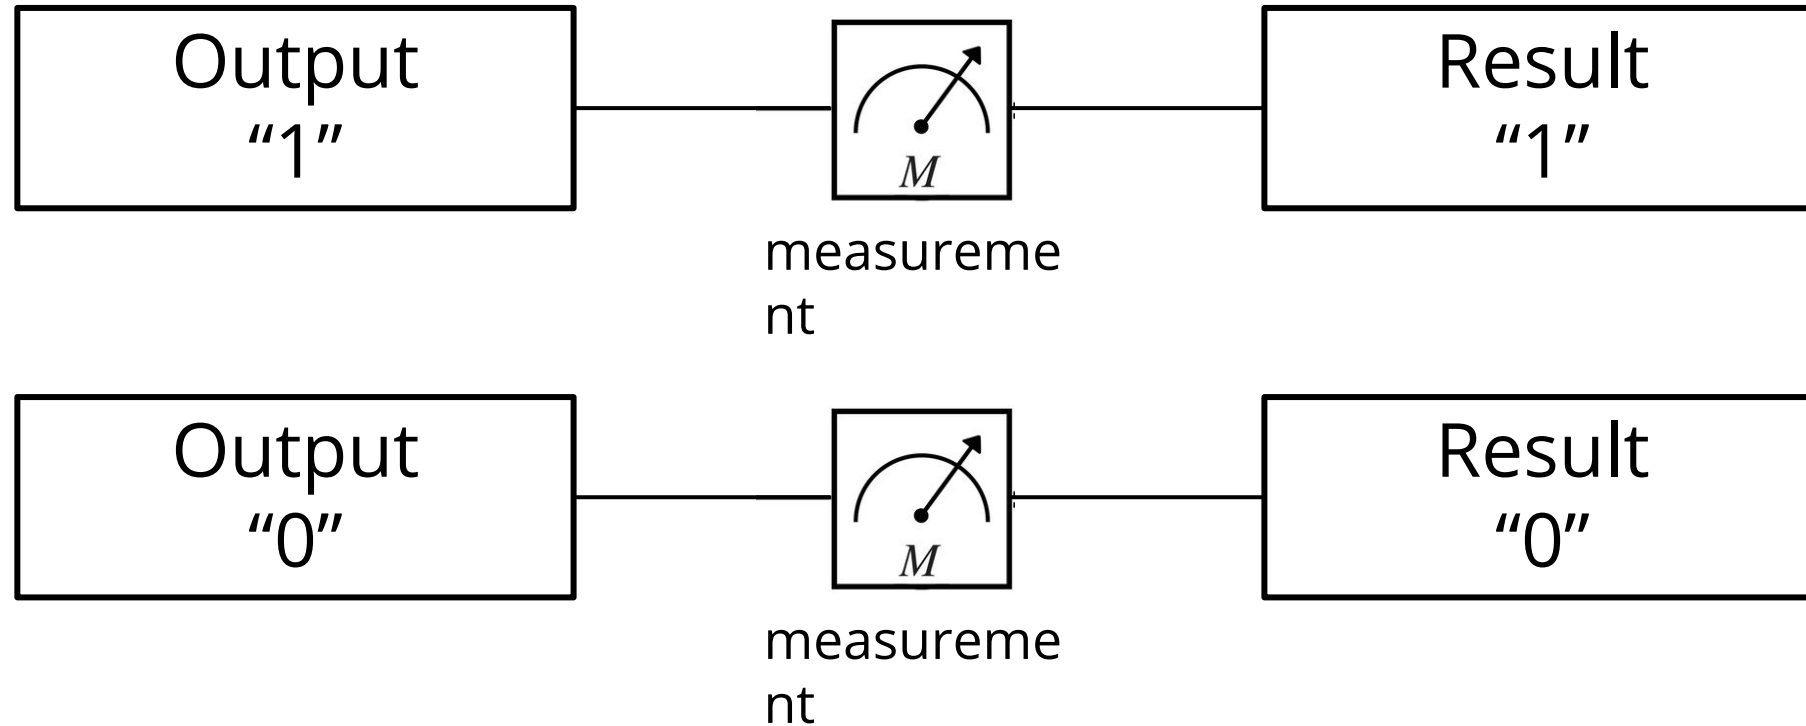 Output
“1”
M
measureme
nt
Result
“1”
Output
“0”
M
measureme
nt
Result
“0”